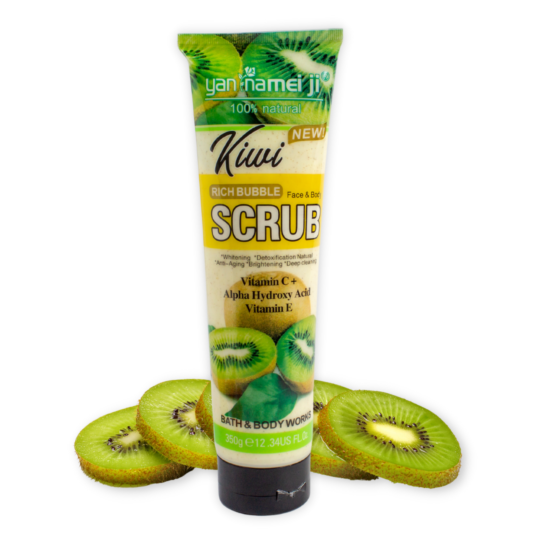 yan namei ji
100% natural
NEW!
Kiwi
RICH BUBBLE Face & Body
SCRUB
*Whitening *Detoxification Natural
*Anti-Aging *Brightening *Deep cleaning
Vitamin C+
Alpha Hydroxy Acid
Vitamin E
BATH & BODY WORKS
350g e 12.34US FL